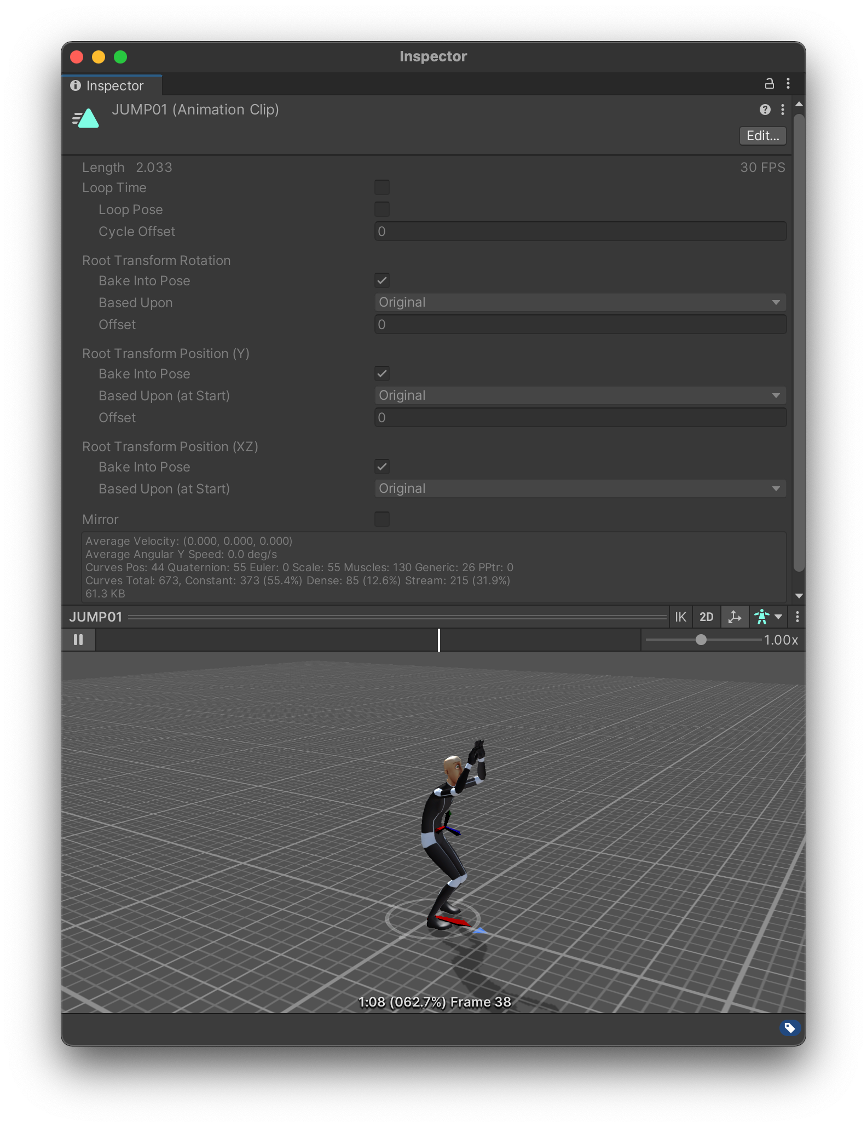 Inspector
Inspector
JUMP01 (Animation Clip)
Edit...
Length 2.033 30 FPS
Loop Time
Loop Pose
Cycle Offset 0
Root Transform Rotation
Bake Into Pose
Based Upon Original
Offset 0
Root Transform Position (Y)
Bake Into Pose
Based Upon (at Start) Original
Offset 0
Root Transform Position (XZ)
Bake Into Pose
Based Upon (at Start) Original
Mirror
Average Velocity: (0.000, 0.000, 0.000)
Average Angular Y Speed: 0.0 deg/s
Curves Pos: 44 Quaternion: 55 Euler: 0 Scale: 55 Muscles: 130 Generic: 26 PPtr: 0
Curves Total: 673, Constant: 373 (55.4%) Dense: 85 (12.6%) Stream: 215 (31.9%)
61.3 KB
JUMP01 IK 2D
1.00x
1:08 (062.7%) Frame 38